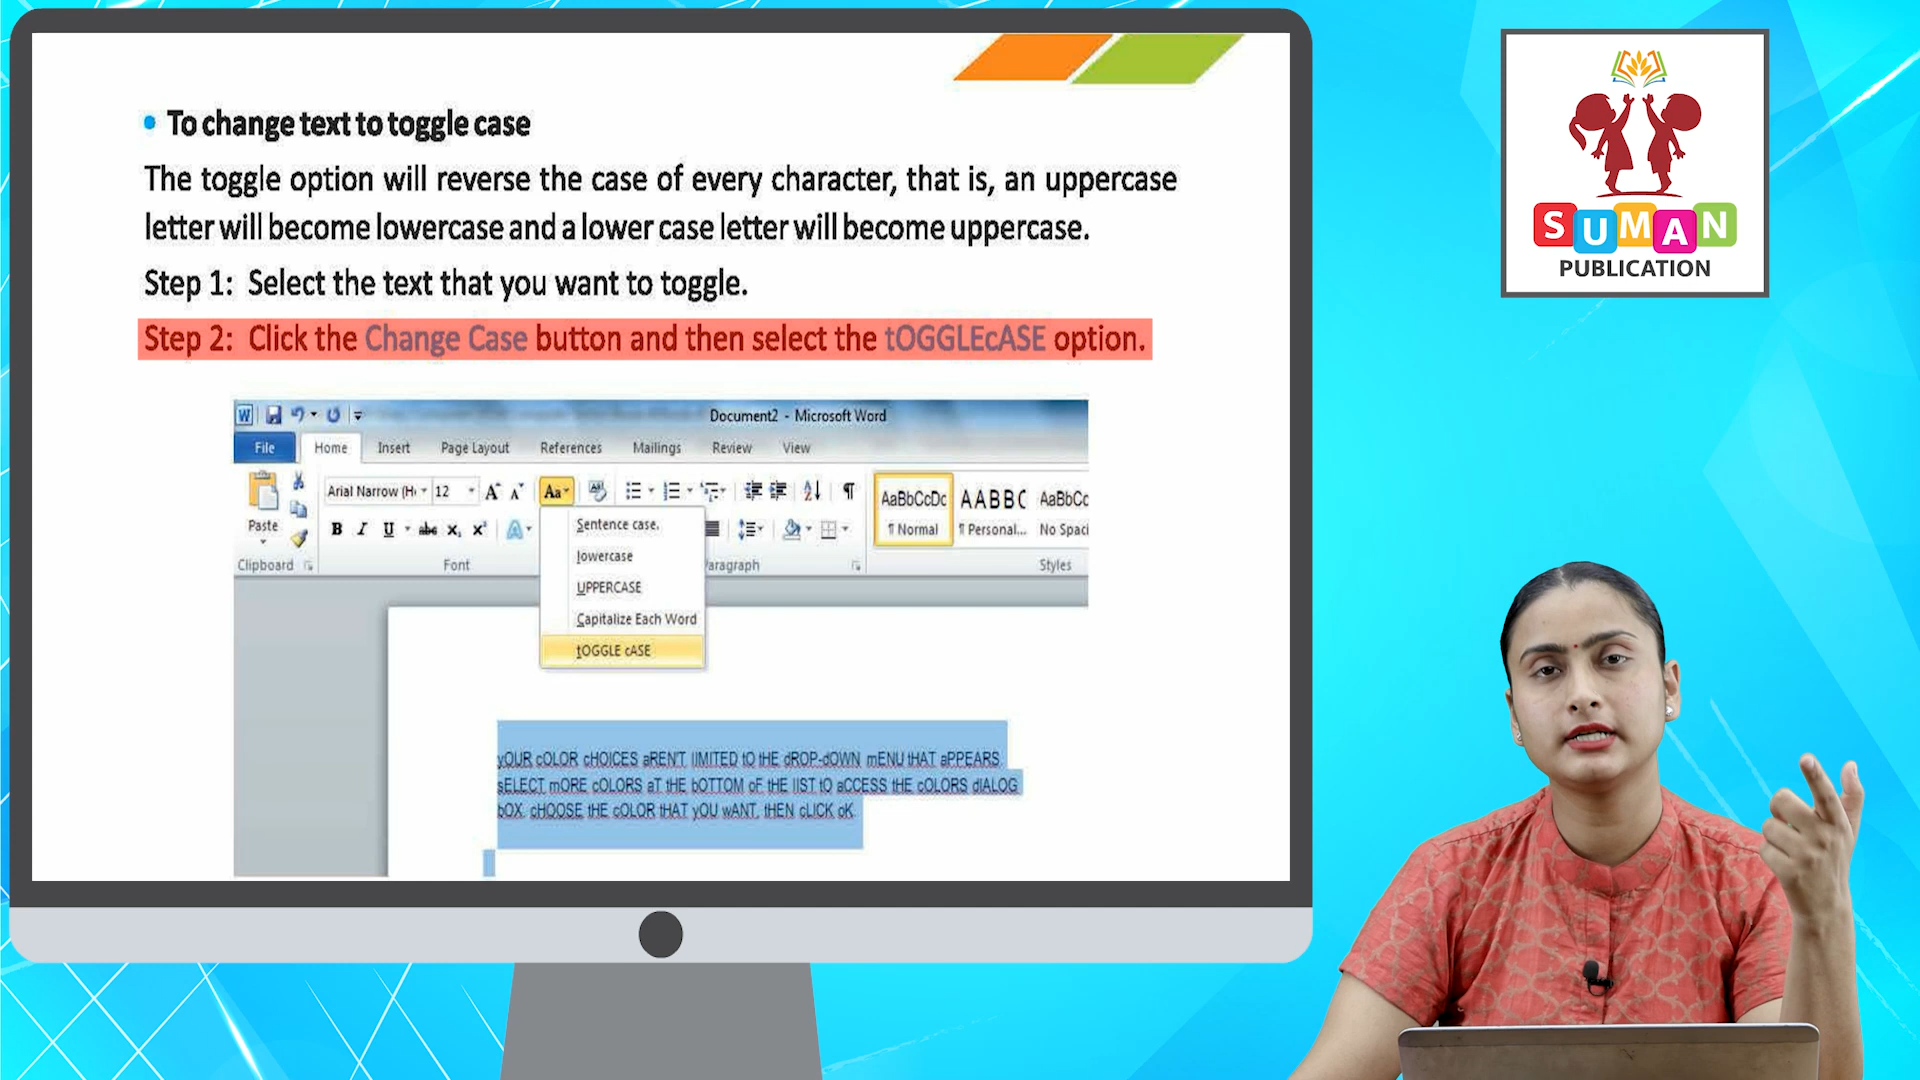 • To change text to toggle case
The toggle option will reverse the case of every character, that is, an uppercase
letter will become lowercase and a lower case letter will become uppercase.
Step 1: Select the text that you want to toggle.
Step 2: Click the Change Case button and then select the tOGGLEcASE option.
Document2 - Microsoft Word
File Home Insert Page Layout References Mailings Review View
Arial Narrow (H 12 Aa AaBbCcDc AABBC AaBbCc
Paste B I U abc ¶ Normal ¶ Personal... No Spaci
Clipboard Font aragraph Styles
Sentence case.
lowercase
UPPERCASE
Capitalize Each Word
tOGGLE cASE
yOUR cOLOR cHOICES aREN'T lIMITED tO tHE dROP-dOWN mENU tHAT aPPEARS.
sELECT mORE cOLORS aT tHE bOTTOM oF tHE lIST tO aCCESS tHE cOLORS dIALOG
bOX. cHOOSE tHE cOLOR tHAT yOU wANT, tHEN cLICK oK.
SUMAN
PUBLICATION